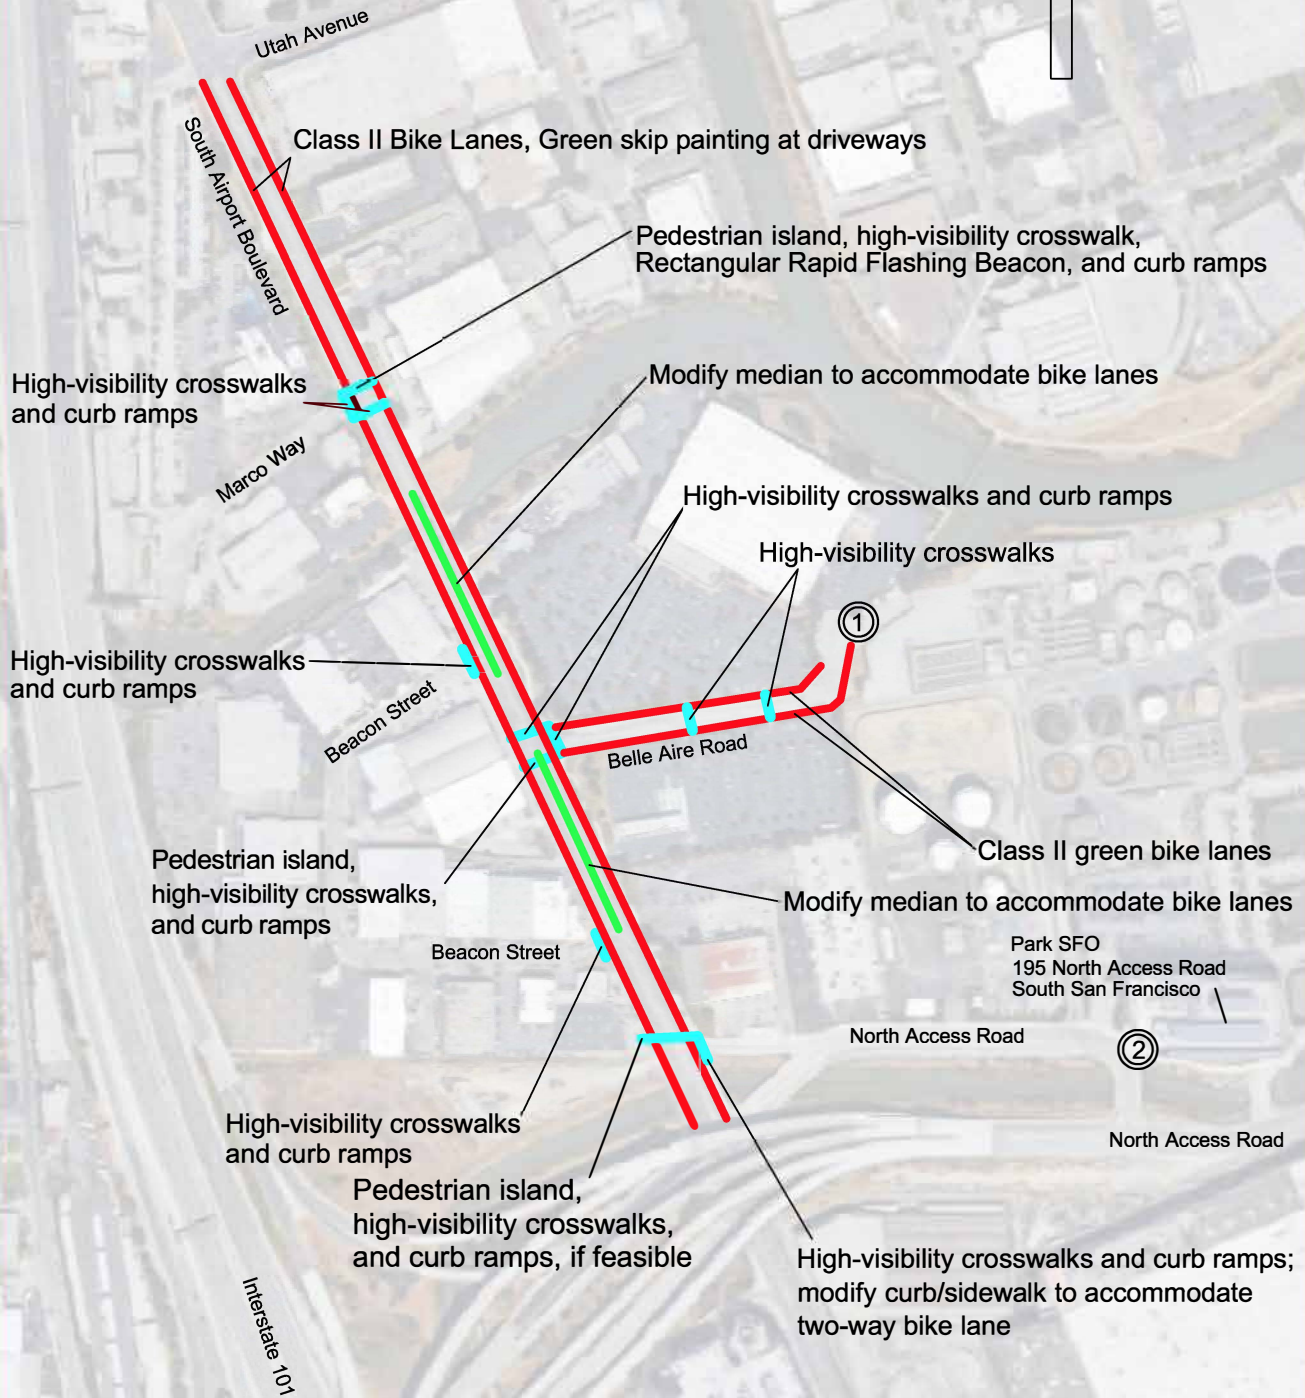 Utah Avenue
South Airport Boulevard
Class II Bike Lanes, Green skip painting at driveways
Pedestrian island, high-visibility crosswalk,
Rectangular Rapid Flashing Beacon, and curb ramps
High-visibility crosswalks
and curb ramps
Modify median to accommodate bike lanes
Marco Way
High-visibility crosswalks and curb ramps
High-visibility crosswalks
1
High-visibility crosswalks
and curb ramps
Beacon Street
Belle Aire Road
Class II green bike lanes
Pedestrian island,
high-visibility crosswalks,
and curb ramps
Modify median to accommodate bike lanes
Beacon Street
Park SFO
195 North Access Road
South San Francisco
North Access Road
2
High-visibility crosswalks
and curb ramps
North Access Road
Pedestrian island,
high-visibility crosswalks,
and curb ramps, if feasible
High-visibility crosswalks and curb ramps;
modify curb/sidewalk to accommodate
two-way bike lane
Interstate 101